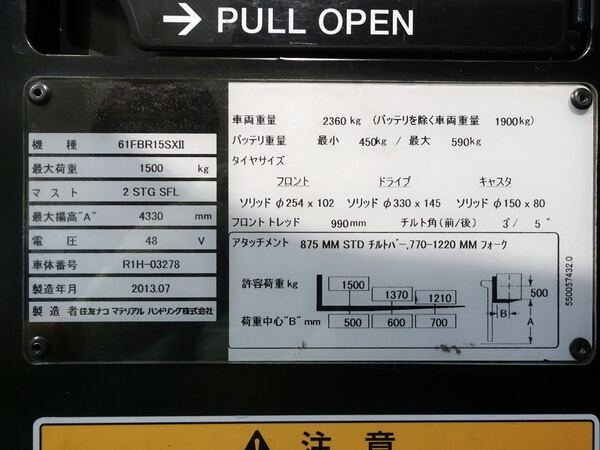 → PULL OPEN
機 種 61FBR15SXⅡ
最大荷重 1500 kg
マスト 2 STG SFL
最大揚高"A" 4330 mm
電 圧 48 V
車体番号 R1H-03278
製造年月 2013.07
製造者 住友ナコ マテリアル ハンドリング株式会社
車両重量 2360 kg (バッテリを除く車両重量 1900kg)
バッテリ重量 最小 450kg / 最大 590kg
タイヤサイズ
フロント ドライブ キャスタ
ソリッド φ254 x 102 ソリッド φ330 x 145 ソリッド φ150 x 80
フロントトレッド 990mm チルト角(前/後) 3°/ 5°
アタッチメント 875 MM STD チルトバー,770-1220 MM フォーク
許容荷重 kg 1500 1370 1210
荷重中心"B" mm 500 600 700
500
B
A
550057432.0
注 意